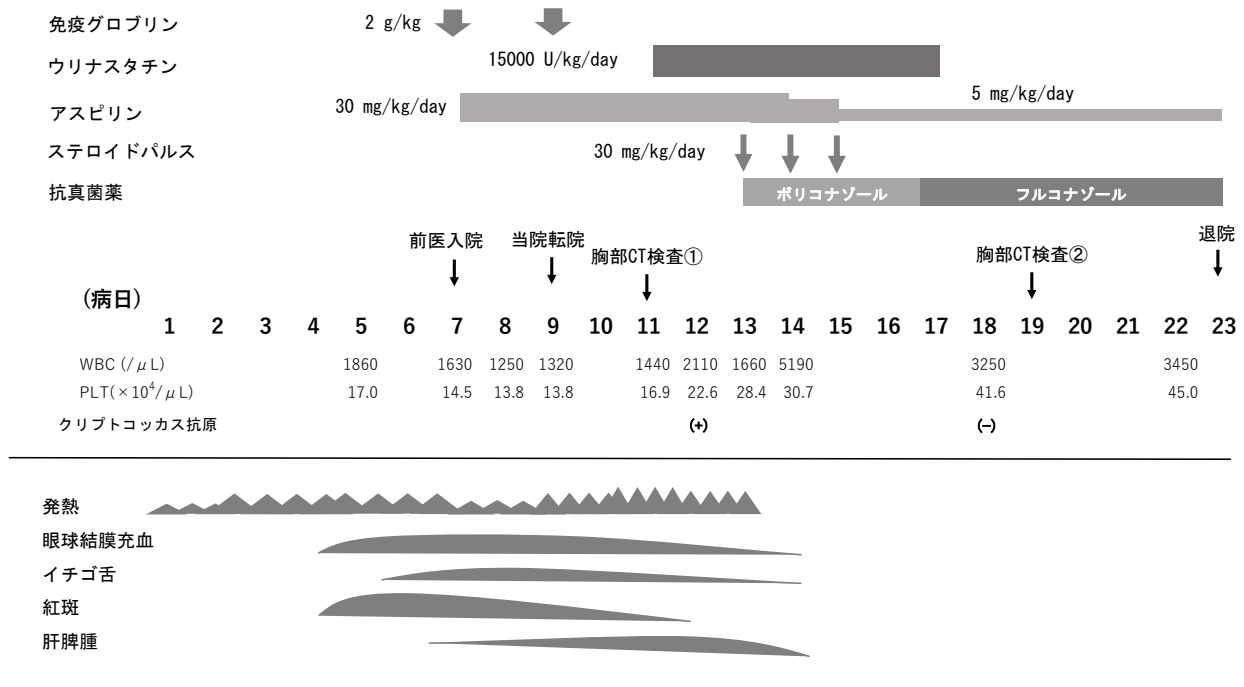 免疫グロブリン 2 g/kg
ウリナスタチン 15000 U/kg/day
アスピリン 30 mg/kg/day 5 mg/kg/day
ステロイドパルス 30 mg/kg/day
抗真菌薬 ボリコナゾール フルコナゾール
前医入院 当院転院 胸部CT検査① 胸部CT検査② 退院
(病日) 1 2 3 4 5 6 7 8 9 10 11 12 13 14 15 16 17 18 19 20 21 22 23
WBC (/μL) 1860 1630 1250 1320 1440 2110 1660 5190 3250 3450
PLT(×10⁴/μL) 17.0 14.5 13.8 13.8 16.9 22.6 28.4 30.7 41.6 45.0
クリプトコッカス抗原 (+) (−)
発熱
眼球結膜充血
イチゴ舌
紅斑
肝脾腫